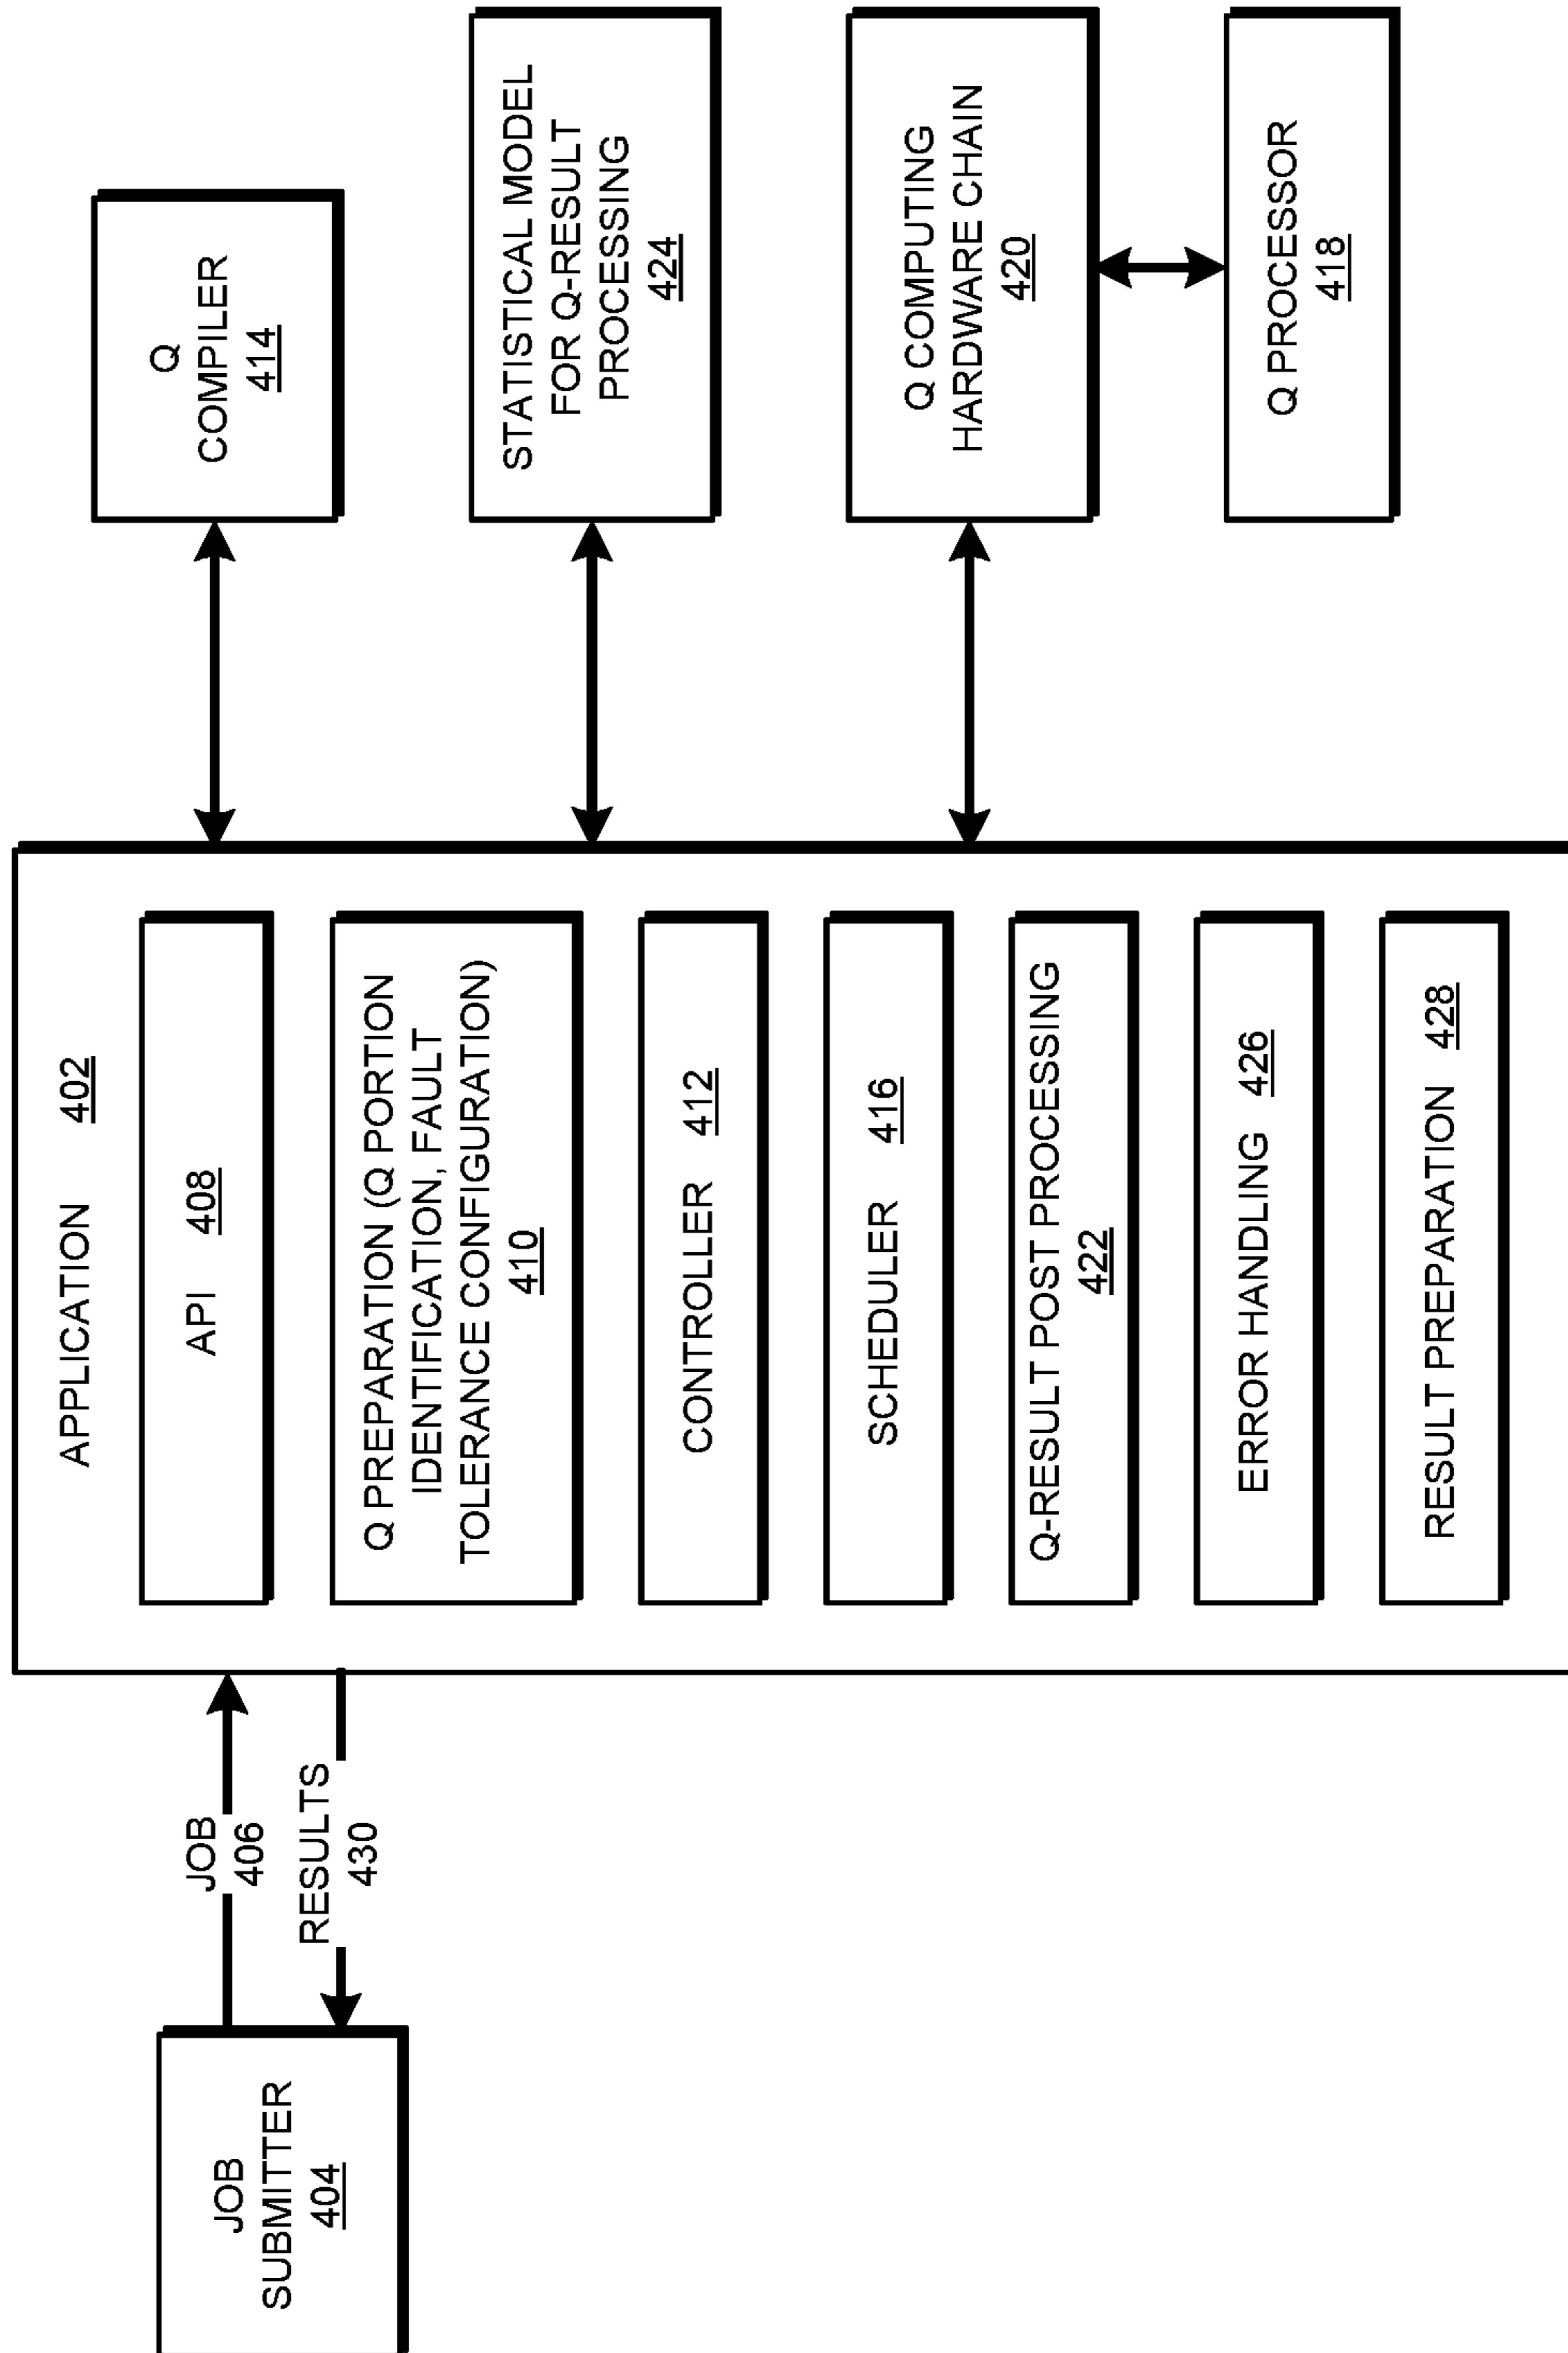 JOB
SUBMITTER
404
JOB
406
RESULTS
430
APPLICATION 402
API 408
Q PREPARATION (Q PORTION
IDENTIFICATION, FAULT
TOLERANCE CONFIGURATION)
410
CONTROLLER 412
SCHEDULER 416
Q-RESULT POST PROCESSING
422
ERROR HANDLING 426
RESULT PREPARATION 428
Q
COMPILER
414
STATISTICAL MODEL
FOR Q-RESULT
PROCESSING
424
Q COMPUTING
HARDWARE CHAIN
420
Q PROCESSOR
418